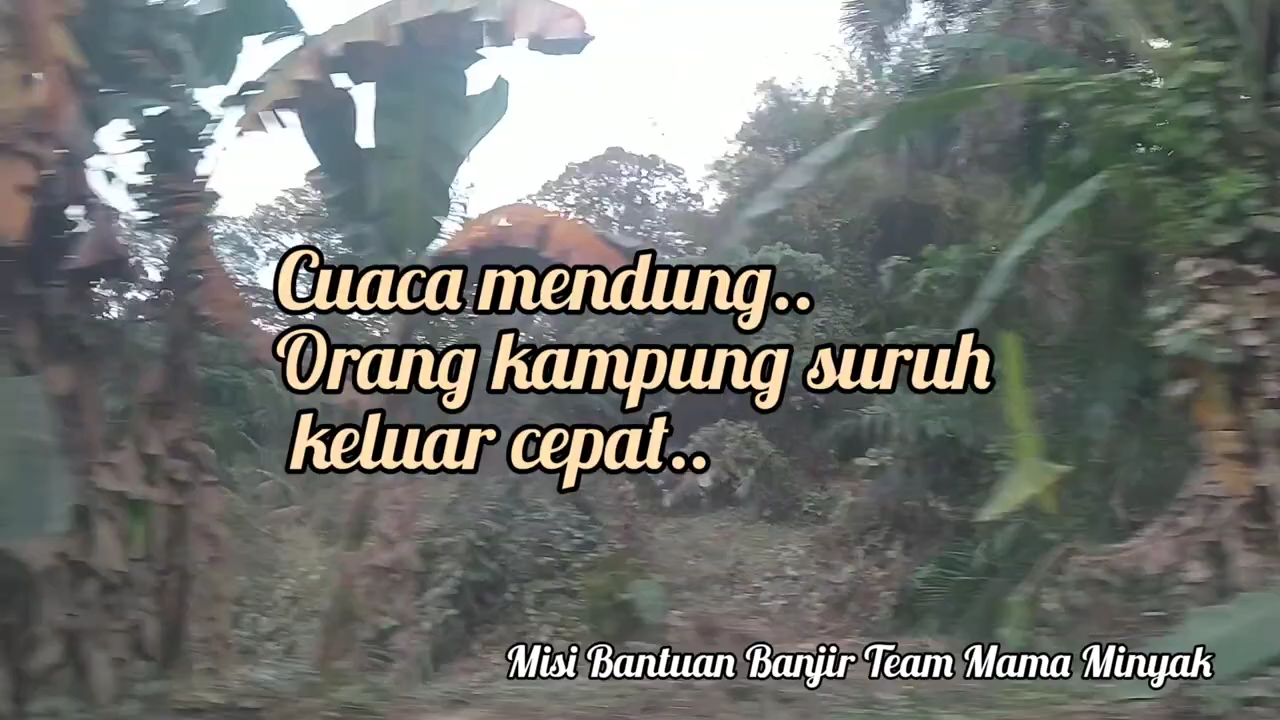 Cuaca mendung..
Orang kampung suruh
keluar cepat..
Misi Bantuan Banjir Team Mama Minyak